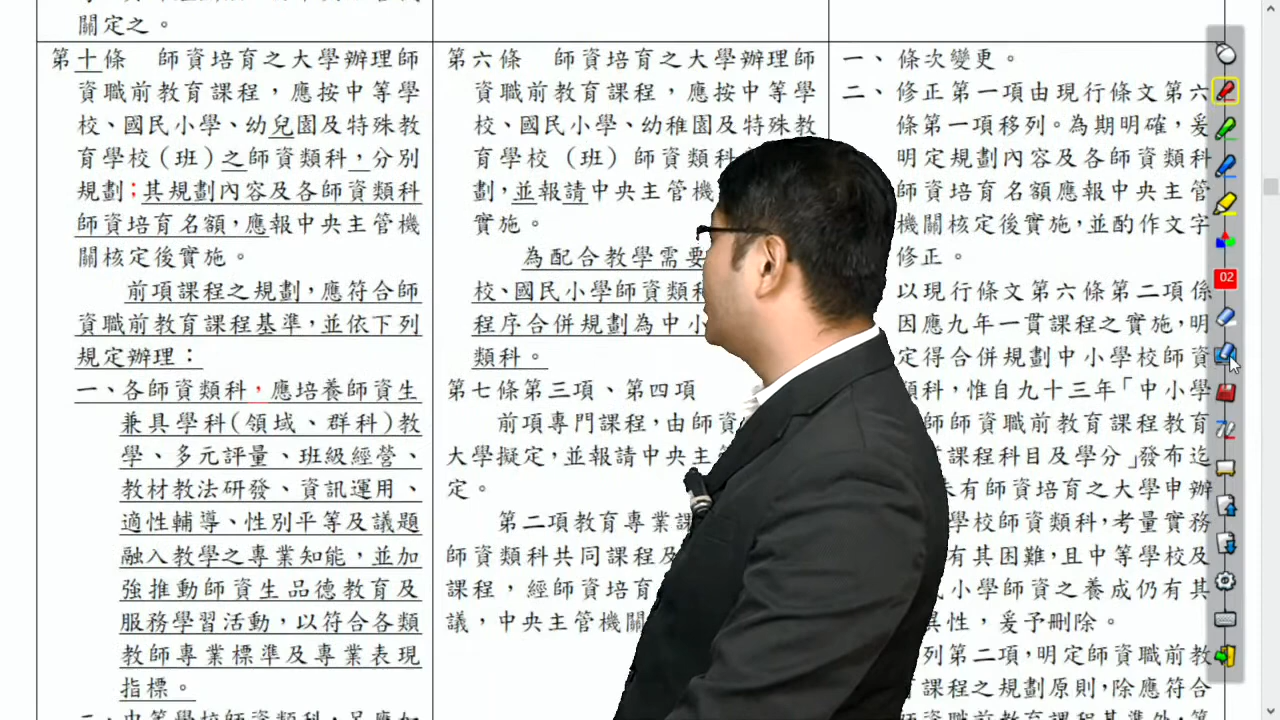 關定之。
第十條　師資培育之大學辦理師
資職前教育課程，應按中等學
校、國民小學、幼兒園及特殊教
育學校（班）之師資類科，分別
規劃；其規劃內容及各師資類科
師資培育名額，應報中央主管機
關核定後實施。
前項課程之規劃，應符合師
資職前教育課程基準，並依下列
規定辦理：
一、各師資類科，應培養師資生
兼具學科(領域、群科)教
學、多元評量、班級經營、
教材教法研發、資訊運用、
適性輔導、性別平等及議題
融入教學之專業知能，並加
強推動師資生品德教育及
服務學習活動，以符合各類
教師專業標準及專業表現
指標。
第六條　師資培育之大學辦理師
資職前教育課程，應按中等學
校、國民小學、幼稚園及特殊教
育學校（班）師資類科
劃，並報請中央主管機
實施。
為配合教學需要
校、國民小學師資類科
程序合併規劃為中小
類科。
第七條第三項、第四項
前項專門課程，由師資
大學擬定，並報請中央主
定。
第二項教育專業課
師資類科共同課程及
課程，經師資培育
議，中央主管機關
一、條次變更。
二、修正第一項由現行條文第六
條第一項移列。為期明確，爰
明定規劃內容及各師資類科
師資培育名額應報中央主管
機關核定後實施，並酌作文字
修正。
以現行條文第六條第二項係
因應九年一貫課程之實施，明
定得合併規劃中小學校師資
類科，惟自九十三年「中小學
師師資職前教育課程教育
課程科目及學分」發布迄
未有師資培育之大學申辦
學校師資類科，考量實務
有其困難，且中等學校及
小學師資之養成仍有其
異性，爰予刪除。
列第二項，明定師資職前教
課程之規劃原則，除應符合
02